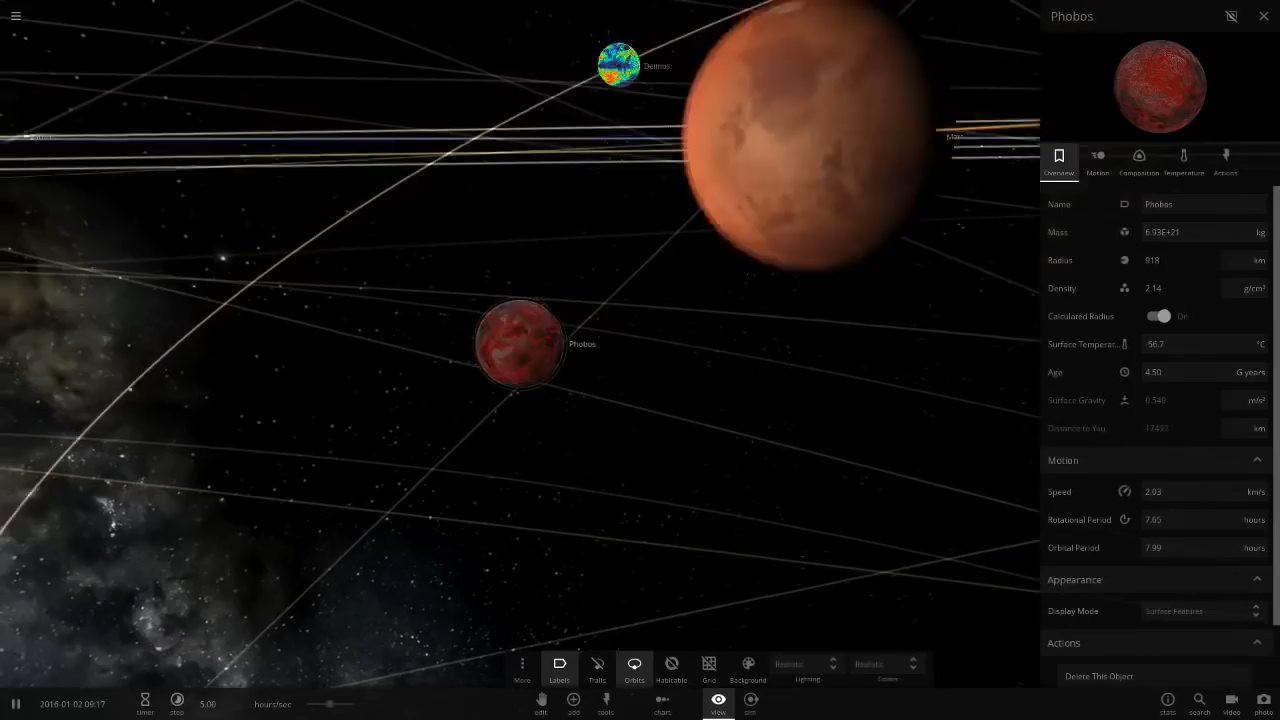 Phobos
Deimos
Mars
Overview
Motion
Composition
Temperature
Actions
Name Phobos
Mass 6.93E+21 kg
Radius 918 km
Density 2.14 g/cm³
Calculated Radius On
Phobos
Surface Temperat... -56.7 °C
Age 4.50 G years
Surface Gravity 0.549 m/s²
Distance to You 17483 km
Motion
Speed 2.03 km/s
Rotational Period 7.65 hours
Orbital Period 7.99 hours
Appearance
Display Mode Surface Features
Actions
Delete This Object
More
Labels
Trails
Orbits
Habitable
Grid
Background
Realistic
Lighting
Realistic
Colors
2016-01-02 09:17
timer
step
5.00 hours/sec
edit
add
tools
chart
view
sim
stats
search
video
photo